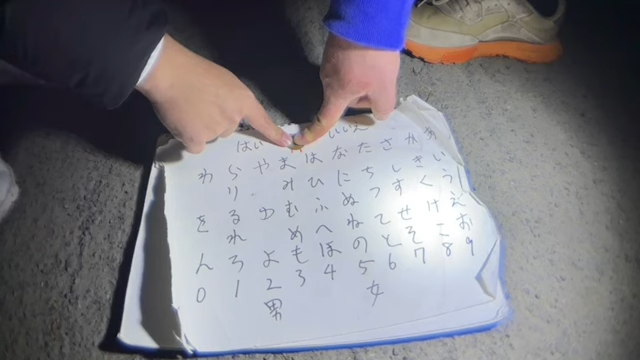 はい
いいえ
あいうえお9
かきくけこ8
さしすせそ7
たちつてと6
なにぬねの5
はひふへほ4
まみむめも3
やゆよ2
らりるれろ1
わをん0
男
女